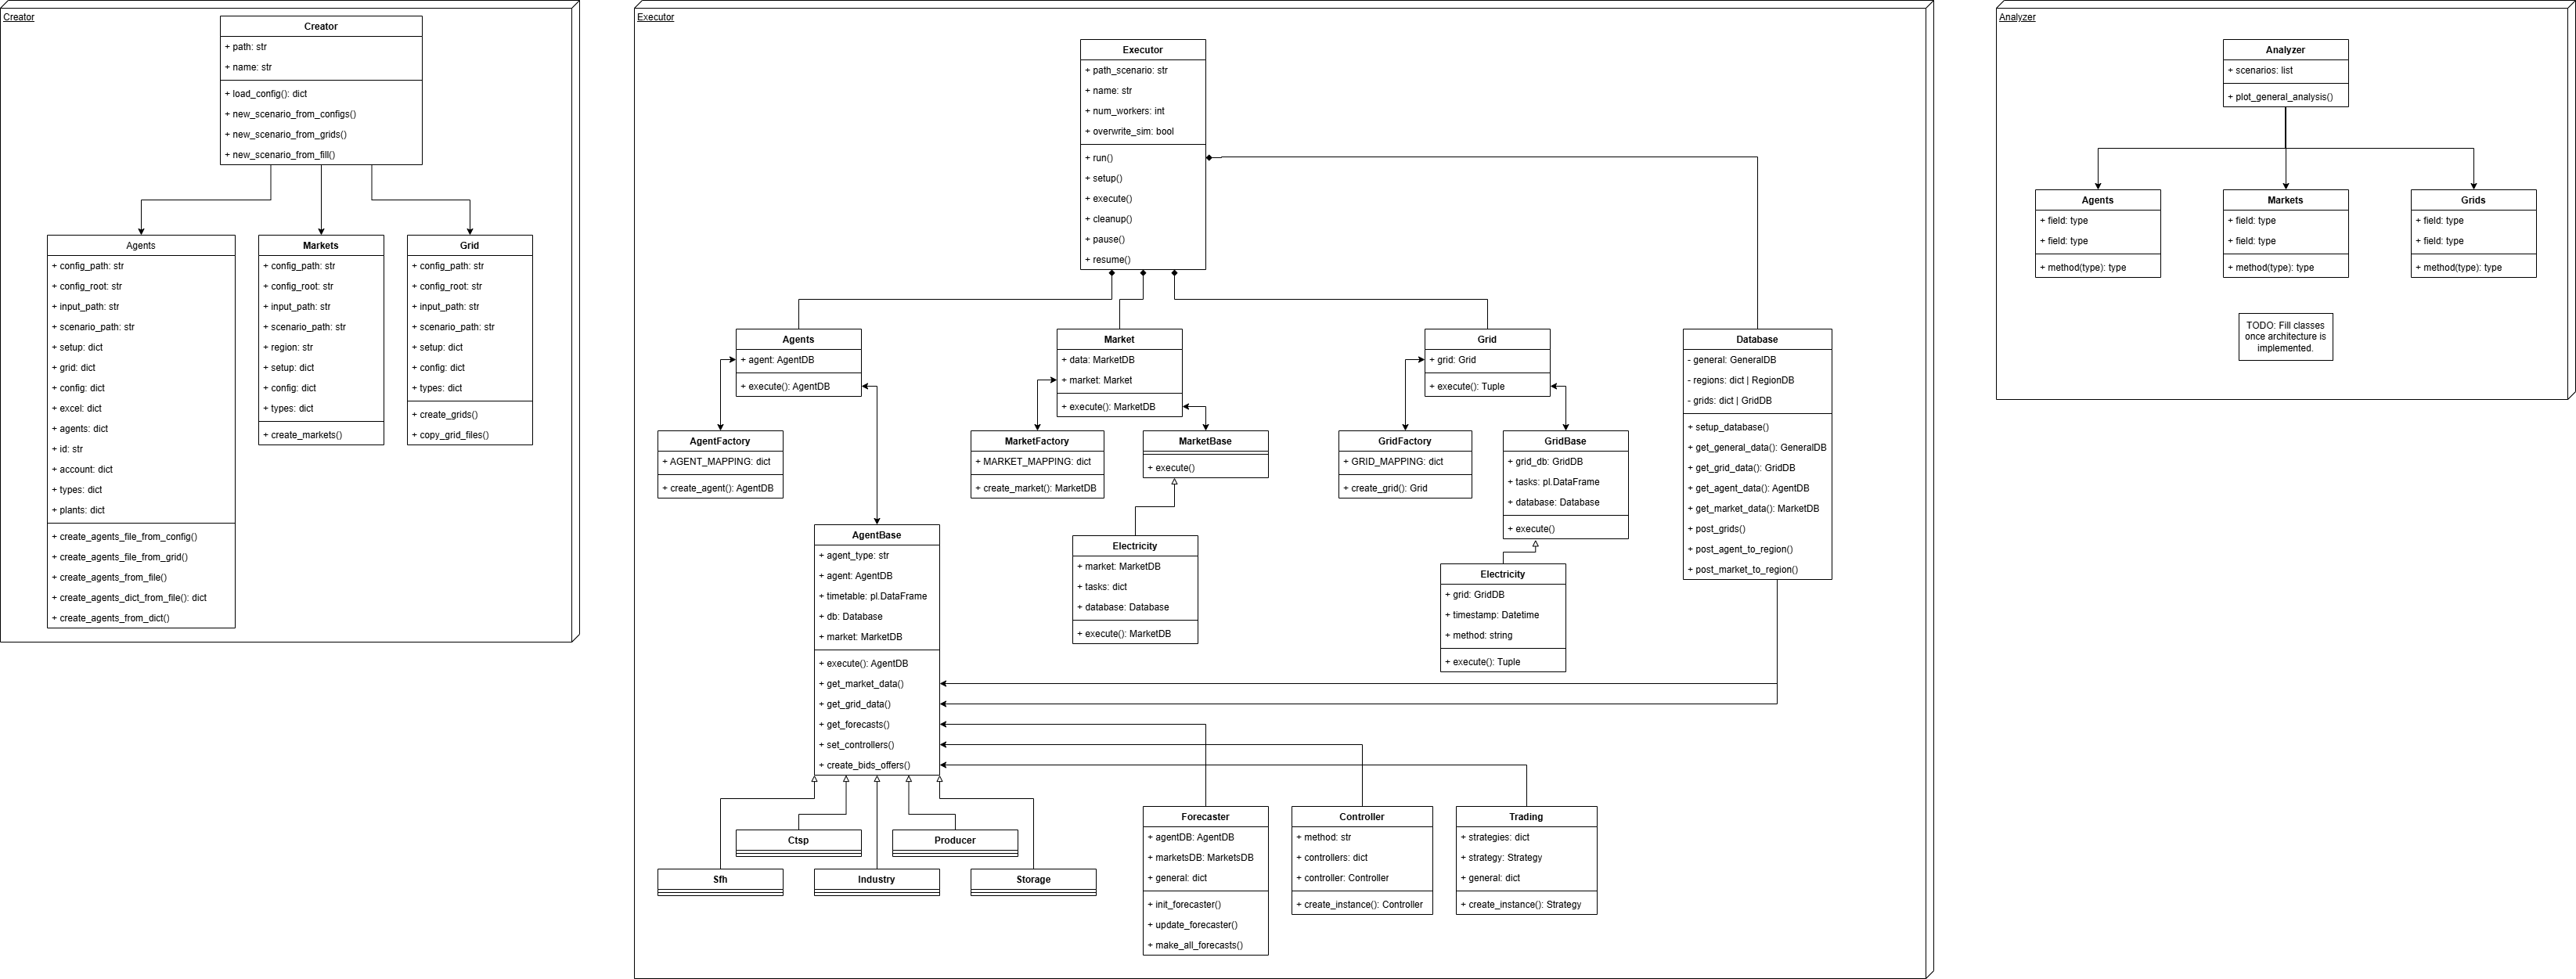 Creator
Creator
+ path: str
+ name: str
+ load_config(): dict
+ new_scenario_from_configs()
+ new_scenario_from_grids()
+ new_scenario_from_fill()
Agents
+ config_path: str
+ config_root: str
+ input_path: str
+ scenario_path: str
+ setup: dict
+ grid: dict
+ config: dict
+ excel: dict
+ agents: dict
+ id: str
+ account: dict
+ types: dict
+ plants: dict
+ create_agents_file_from_config()
+ create_agents_file_from_grid()
+ create_agents_from_file()
+ create_agents_dict_from_file(): dict
+ create_agents_from_dict()
Markets
+ config_path: str
+ config_root: str
+ input_path: str
+ scenario_path: str
+ region: str
+ setup: dict
+ config: dict
+ types: dict
+ create_markets()
Grid
+ config_path: str
+ config_root: str
+ input_path: str
+ scenario_path: str
+ setup: dict
+ config: dict
+ types: dict
+ create_grids()
+ copy_grid_files()
Executor
Executor
+ path_scenario: str
+ name: str
+ num_workers: int
+ overwrite_sim: bool
+ run()
+ setup()
+ execute()
+ cleanup()
+ pause()
+ resume()
Agents
+ agent: AgentDB
+ execute(): AgentDB
Market
+ data: MarketDB
+ market: Market
+ execute(): MarketDB
Grid
+ grid: Grid
+ execute(): Tuple
Database
- general: GeneralDB
- regions: dict | RegionDB
- grids: dict | GridDB
+ setup_database()
+ get_general_data(): GeneralDB
+ get_grid_data(): GridDB
+ get_agent_data(): AgentDB
+ get_market_data(): MarketDB
+ post_grids()
+ post_agent_to_region()
+ post_market_to_region()
AgentFactory
+ AGENT_MAPPING: dict
+ create_agent(): AgentDB
MarketFactory
+ MARKET_MAPPING: dict
+ create_market(): MarketDB
MarketBase
+ execute()
GridFactory
+ GRID_MAPPING: dict
+ create_grid(): Grid
GridBase
+ grid_db: GridDB
+ tasks: pl.DataFrame
+ database: Database
+ execute()
AgentBase
+ agent_type: str
+ agent: AgentDB
+ timetable: pl.DataFrame
+ db: Database
+ market: MarketDB
+ execute(): AgentDB
+ get_market_data()
+ get_grid_data()
+ get_forecasts()
+ set_controllers()
+ create_bids_offers()
Electricity
+ market: MarketDB
+ tasks: dict
+ database: Database
+ execute(): MarketDB
Electricity
+ grid: GridDB
+ timestamp: Datetime
+ method: string
+ execute(): Tuple
Ctsp
Producer
Sfh
Industry
Storage
Forecaster
+ agentDB: AgentDB
+ marketsDB: MarketsDB
+ general: dict
+ init_forecaster()
+ update_forecaster()
+ make_all_forecasts()
Controller
+ method: str
+ controllers: dict
+ controller: Controller
+ create_instance(): Controller
Trading
+ strategies: dict
+ strategy: Strategy
+ general: dict
+ create_instance(): Strategy
Analyzer
Analyzer
+ scenarios: list
+ plot_general_analysis()
Agents
+ field: type
+ field: type
+ method(type): type
Markets
+ field: type
+ field: type
+ method(type): type
Grids
+ field: type
+ field: type
+ method(type): type
TODO: Fill classes
once architecture is
implemented.